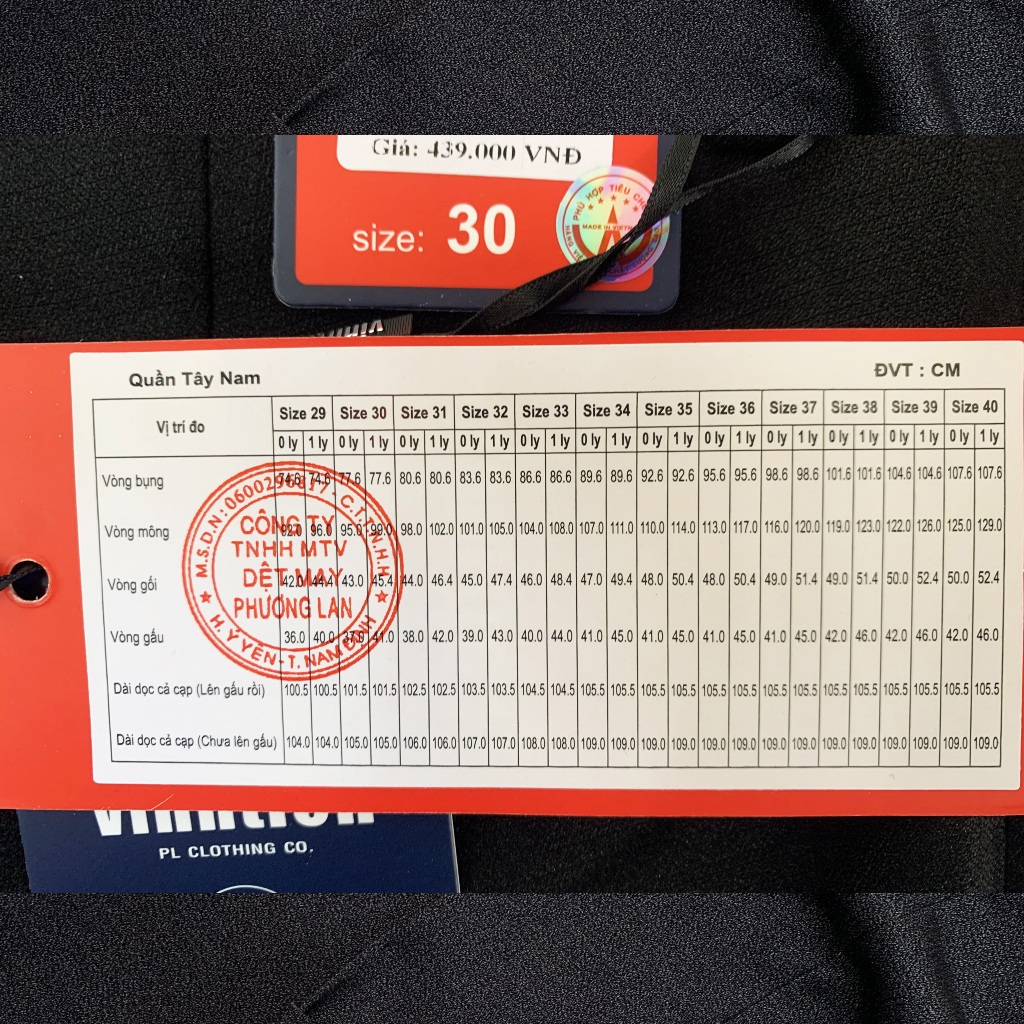 Giá: 439.000 VNĐ
size: 30
PHÙ HỢP TIÊU
MADE IN VIETN
Quần Tây Nam
ĐVT : CM
Vị trí đo Size 29 Size 30 Size 31 Size 32 Size 33 Size 34 Size 35 Size 36 Size 37 Size 38 Size 39 Size 40
0 ly 1 ly 0 ly 1 ly 0 ly 1 ly 0 ly 1 ly 0 ly 1 ly 0 ly 1 ly 0 ly 1 ly 0 ly 1 ly 0 ly 1 ly 0 ly 1 ly 0 ly 1 ly 0 ly 1 ly
Vòng bụng 74.6 74.6 77.6 77.6 80.6 80.6 83.6 83.6 86.6 86.6 89.6 89.6 92.6 92.6 95.6 95.6 98.6 98.6 101.6 101.6 104.6 104.6 107.6 107.6
Vòng mông 92.0 96.0 95.0 99.0 98.0 102.0 101.0 105.0 104.0 108.0 107.0 111.0 110.0 114.0 113.0 117.0 116.0 120.0 119.0 123.0 122.0 126.0 125.0 129.0
Vòng gối 42.0 44.4 43.0 45.4 44.0 46.4 45.0 47.4 46.0 48.4 47.0 49.4 48.0 50.4 48.0 50.4 49.0 51.4 49.0 51.4 50.0 52.4 50.0 52.4
Vòng gấu 36.0 40.0 41.0 38.0 42.0 39.0 43.0 40.0 44.0 41.0 45.0 41.0 45.0 41.0 45.0 41.0 45.0 42.0 46.0 42.0 46.0 42.0 46.0
Dài dọc cả cạp (Lên gấu rồi) 100.5 100.5 101.5 101.5 102.5 102.5 103.5 103.5 104.5 104.5 105.5 105.5 105.5 105.5 105.5 105.5 105.5 105.5 105.5 105.5 105.5 105.5 105.5 105.5
Dài dọc cả cạp (Chưa lên gấu) 104.0 104.0 105.0 105.0 106.0 106.0 107.0 107.0 108.0 108.0 109.0 109.0 109.0 109.0 109.0 109.0 109.0 109.0 109.0 109.0 109.0 109.0 109.0 109.0
C.T.T.N.H.H
CÔNG TY
TNHH MTV
DỆT MAY
PHƯƠNG LAN
H. Ý YÊN - T. NAM ĐỊNH
PL CLOTHING CO.